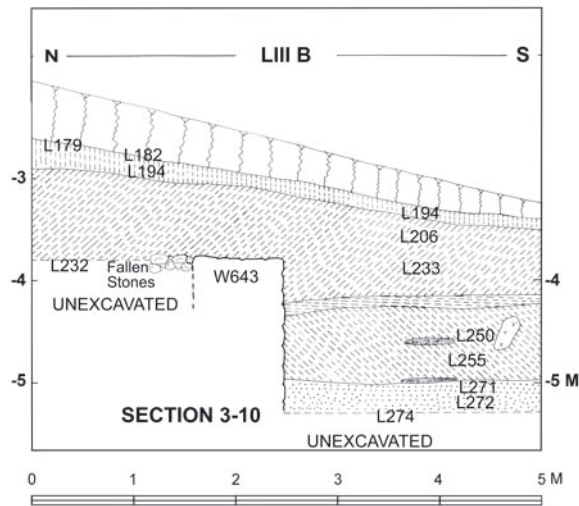 N LIII B S
L179
L182
L194
-3
L194
L206
L232
Fallen
Stones
W643
L233
-4
-4
UNEXCAVATED
L250
L255
-5
L271
-5 M
L272
SECTION 3-10
L274
UNEXCAVATED
0 1 2 3 4 5 M